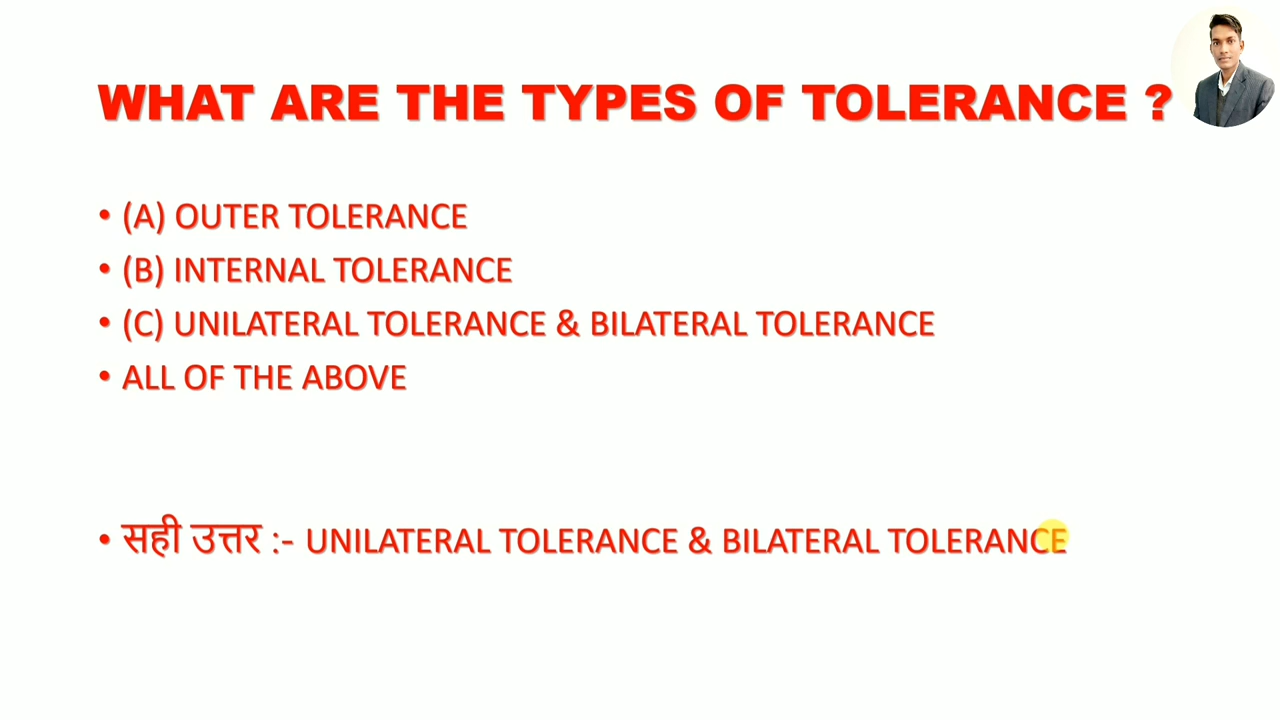 WHAT ARE THE TYPES OF TOLERANCE ?
• (A) OUTER TOLERANCE
• (B) INTERNAL TOLERANCE
• (C) UNILATERAL TOLERANCE & BILATERAL TOLERANCE
• ALL OF THE ABOVE
• सही उत्तर :- UNILATERAL TOLERANCE & BILATERAL TOLERANCE